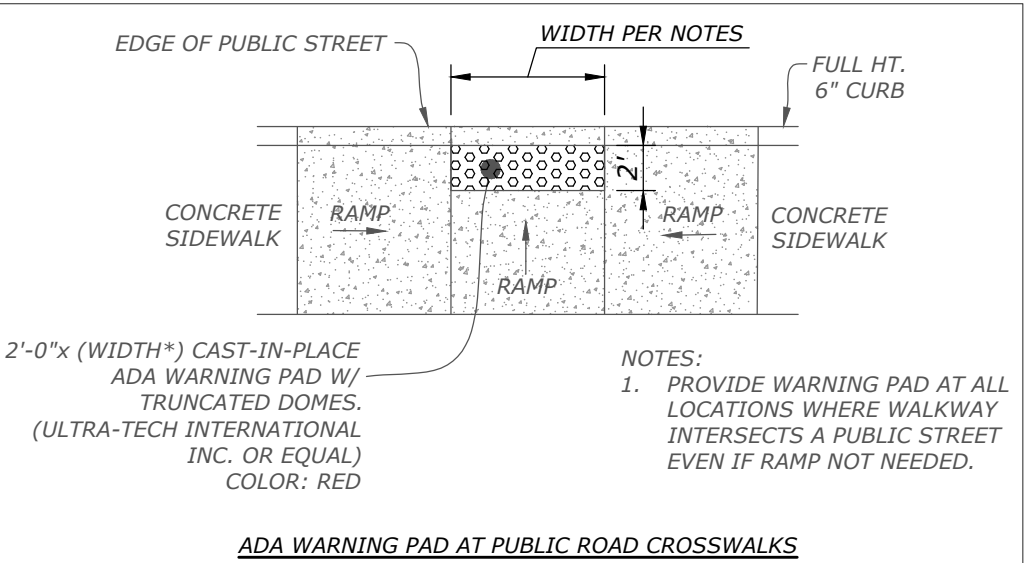 EDGE OF PUBLIC STREET
WIDTH PER NOTES
FULL HT.
6" CURB
2'
CONCRETE
SIDEWALK
RAMP
RAMP
RAMP
CONCRETE
SIDEWALK
2'-0"x (WIDTH*) CAST-IN-PLACE
ADA WARNING PAD W/
TRUNCATED DOMES.
(ULTRA-TECH INTERNATIONAL
INC. OR EQUAL)
COLOR: RED
NOTES:
1. PROVIDE WARNING PAD AT ALL
LOCATIONS WHERE WALKWAY
INTERSECTS A PUBLIC STREET
EVEN IF RAMP NOT NEEDED.
ADA WARNING PAD AT PUBLIC ROAD CROSSWALKS